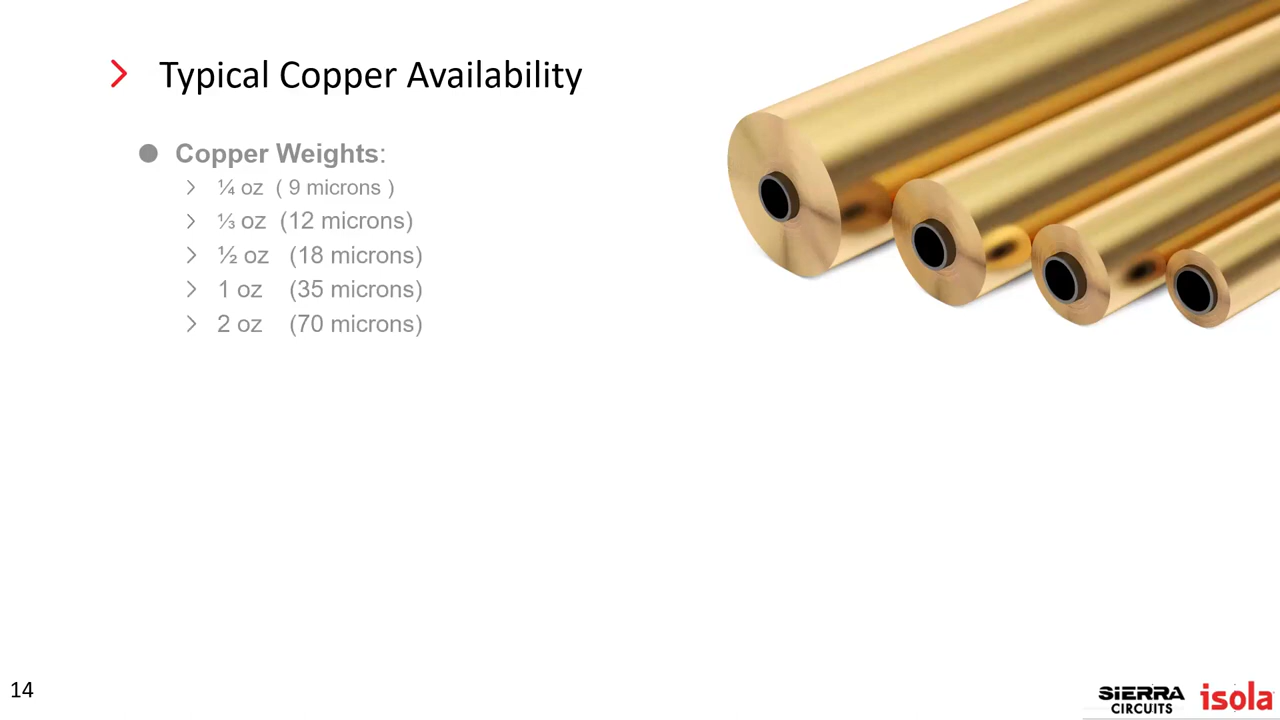 Typical Copper Availability
Copper Weights:
¼ oz ( 9 microns )
⅓ oz (12 microns)
½ oz (18 microns)
1 oz (35 microns)
2 oz (70 microns)
14
SiERRA
CIRCUITS
isola